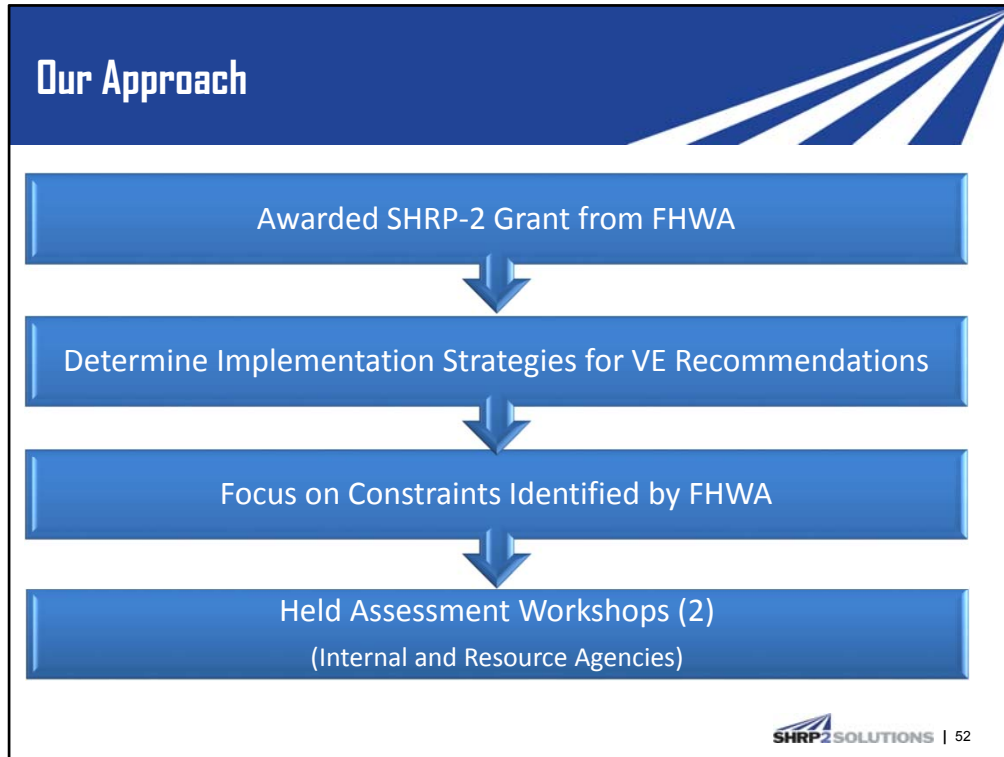 Our Approach
Awarded SHRP-2 Grant from FHWA
Determine Implementation Strategies for VE Recommendations
Focus on Constraints Identified by FHWA
Held Assessment Workshops (2)
(Internal and Resource Agencies)
SHRP2SOLUTIONS | 52